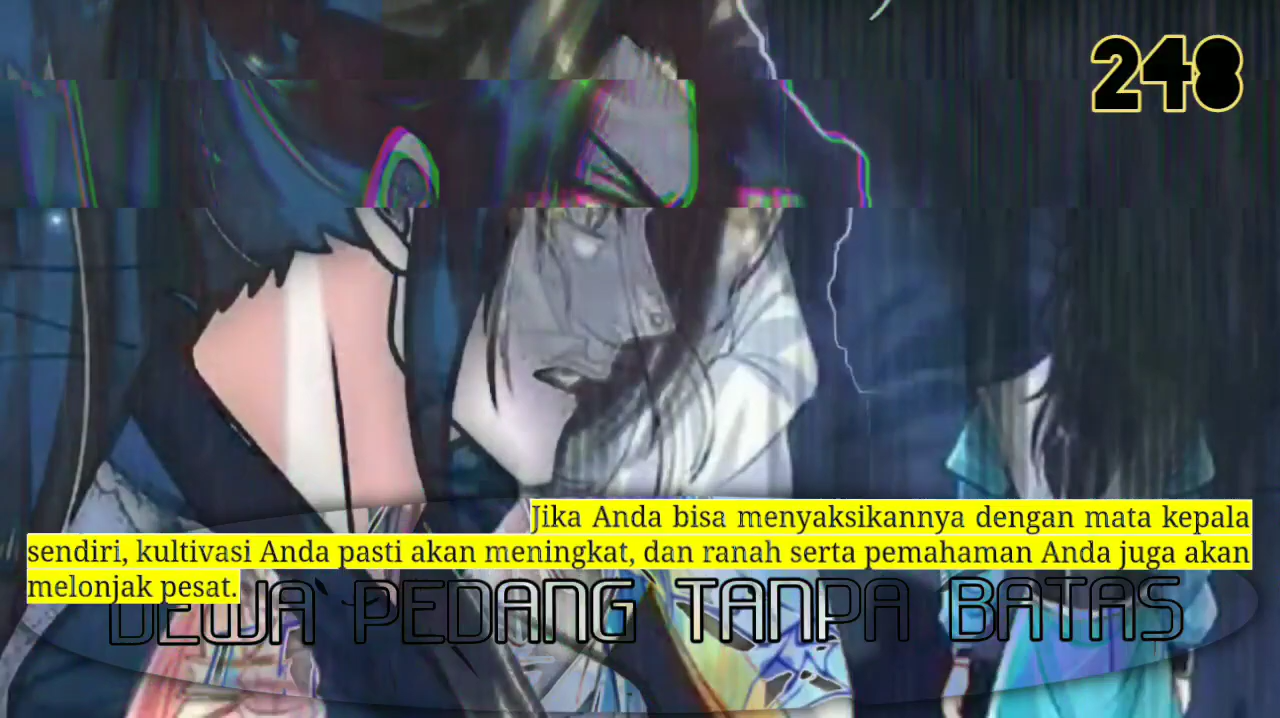 248
Jika Anda bisa menyaksikannya dengan mata kepala
sendiri, kultivasi Anda pasti akan meningkat, dan ranah serta pemahaman Anda juga akan
melonjak pesat.
DEWA PEDANG TANPA BATAS